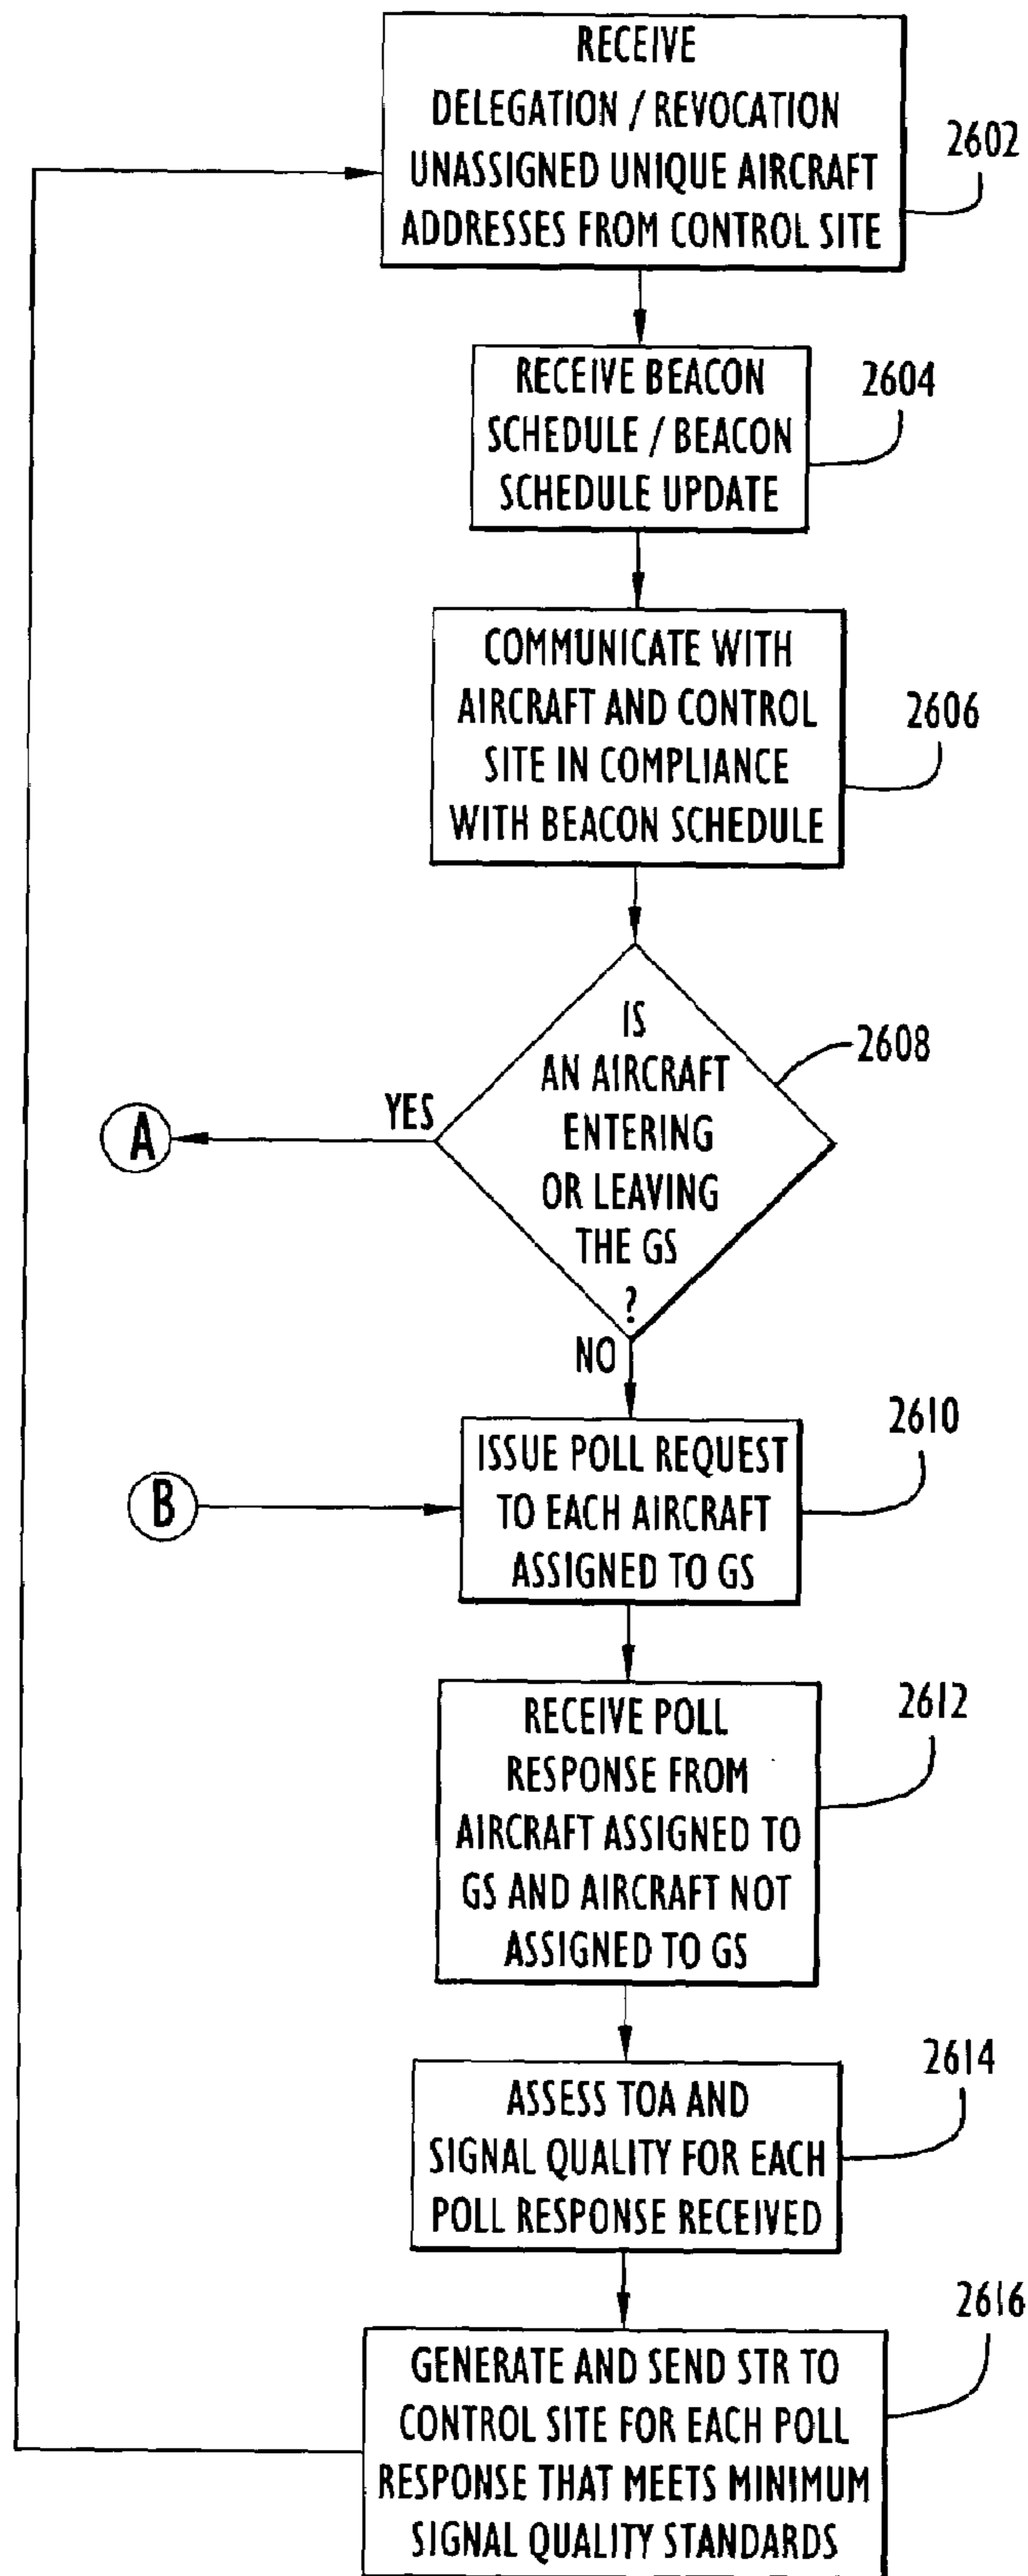 RECEIVE
DELEGATION / REVOCATION
UNASSIGNED UNIQUE AIRCRAFT
ADDRESSES FROM CONTROL SITE
2602
RECEIVE BEACON
SCHEDULE / BEACON
SCHEDULE UPDATE
2604
COMMUNICATE WITH
AIRCRAFT AND CONTROL
SITE IN COMPLIANCE
WITH BEACON SCHEDULE
2606
IS
AN AIRCRAFT
ENTERING
OR LEAVING
THE GS
?
2608
YES
A
NO
B
ISSUE POLL REQUEST
TO EACH AIRCRAFT
ASSIGNED TO GS
2610
RECEIVE POLL
RESPONSE FROM
AIRCRAFT ASSIGNED TO
GS AND AIRCRAFT NOT
ASSIGNED TO GS
2612
ASSESS TOA AND
SIGNAL QUALITY FOR EACH
POLL RESPONSE RECEIVED
2614
GENERATE AND SEND STR TO
CONTROL SITE FOR EACH POLL
RESPONSE THAT MEETS MINIMUM
SIGNAL QUALITY STANDARDS
2616